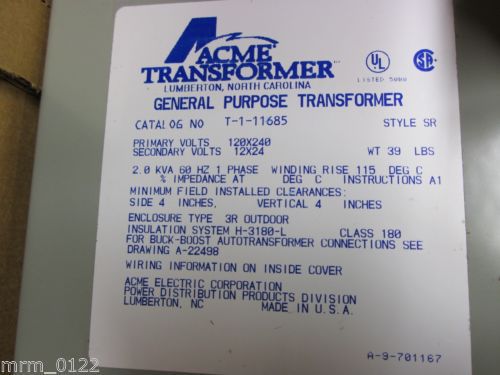 ACME
TRANSFORMER
LUMBERTON, NORTH CAROLINA
UL
LISTED 5000
SA
GENERAL PURPOSE TRANSFORMER
CATALOG NO T-1-11685 STYLE SR
PRIMARY VOLTS 120X240
SECONDARY VOLTS 12X24 WT 39 LBS
2.0 KVA 60 HZ 1 PHASE WINDING RISE 115 DEG C
% IMPEDANCE AT DEG C INSTRUCTIONS A1
MINIMUM FIELD INSTALLED CLEARANCES:
SIDE 4 INCHES, VERTICAL 4 INCHES
ENCLOSURE TYPE 3R OUTDOOR
INSULATION SYSTEM H-3180-L CLASS 180
FOR BUCK-BOOST AUTOTRANSFORMER CONNECTIONS SEE
DRAWING A-22498
WIRING INFORMATION ON INSIDE COVER
ACME ELECTRIC CORPORATION
POWER DISTRIBUTION PRODUCTS DIVISION
LUMBERTON, NC MADE IN U.S.A.
A-9-701167
mrm_0122